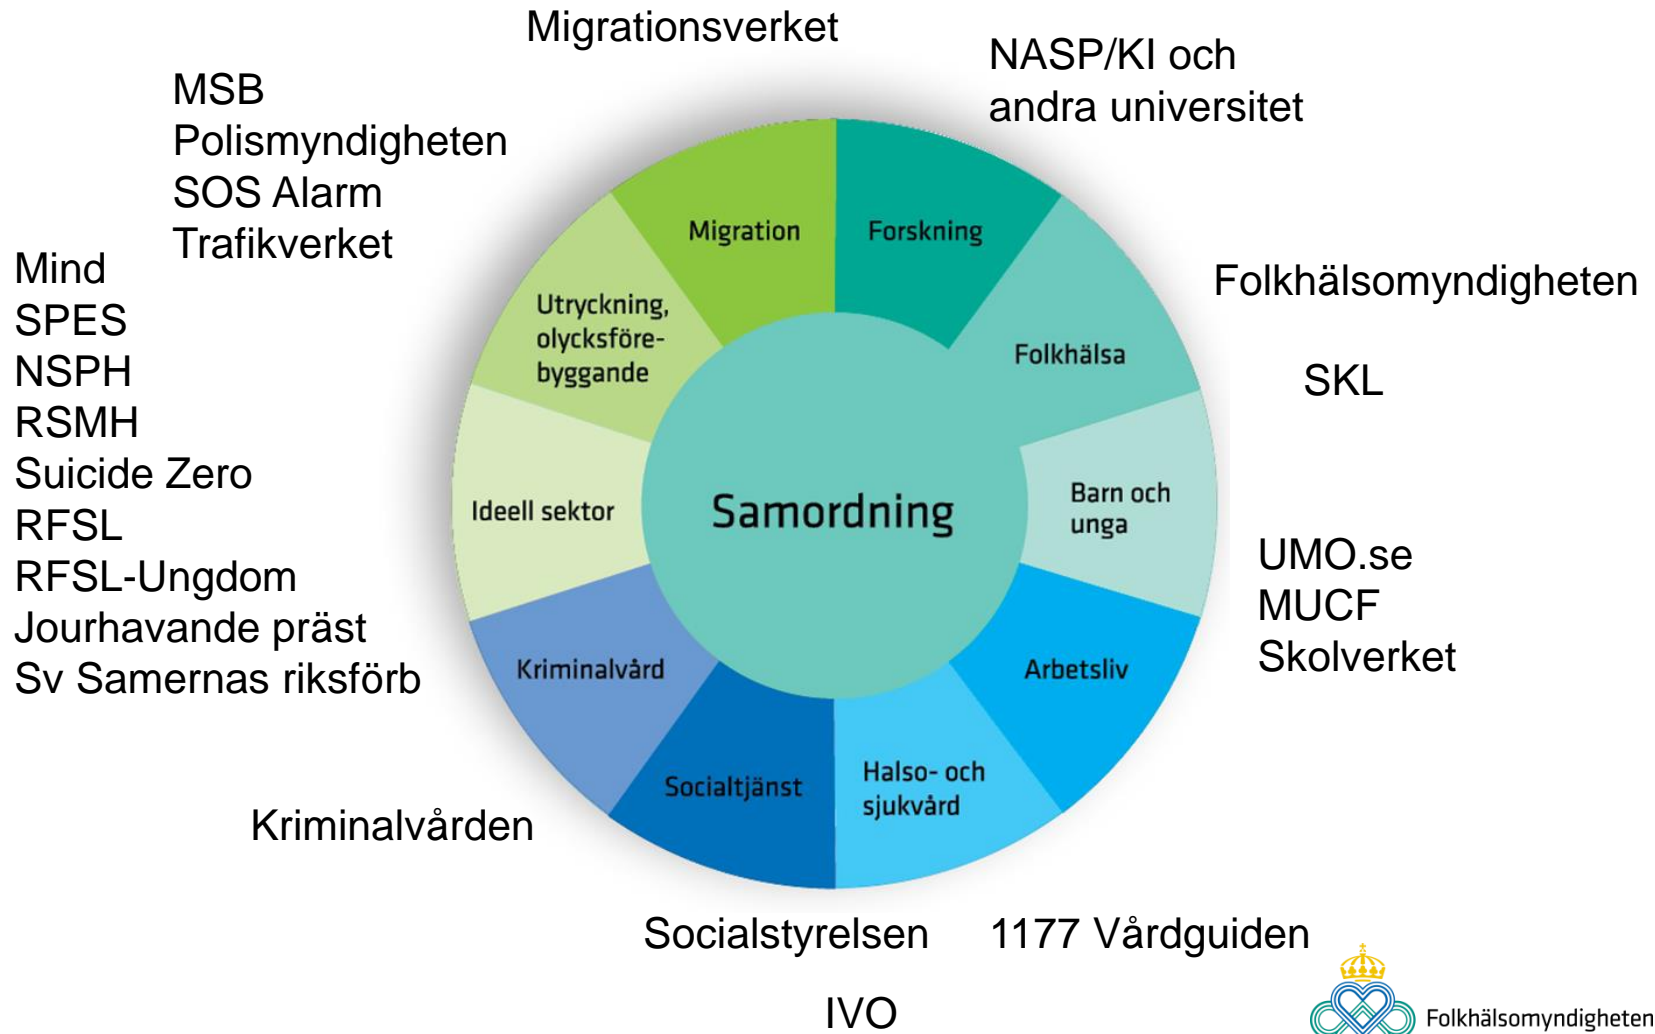 Migrationsverket
NASP/KI och
andra universitet
MSB
Polismyndigheten
SOS Alarm
Trafikverket
Mind
SPES
NSPH
RSMH
Suicide Zero
RFSL
RFSL-Ungdom
Jourhavande präst
Sv Samernas riksförb
Migration
Forskning
Utryckning,
olycksföre-
byggande
Folkhälsa
Folkhälsomyndigheten
SKL
Ideell sektor
Samordning
Barn och
unga
UMO.se
MUCF
Skolverket
Kriminalvård
Arbetsliv
Socialtjänst
Halso- och
sjukvård
Kriminalvården
Socialstyrelsen
1177 Vårdguiden
IVO
Folkhälsomyndigheten